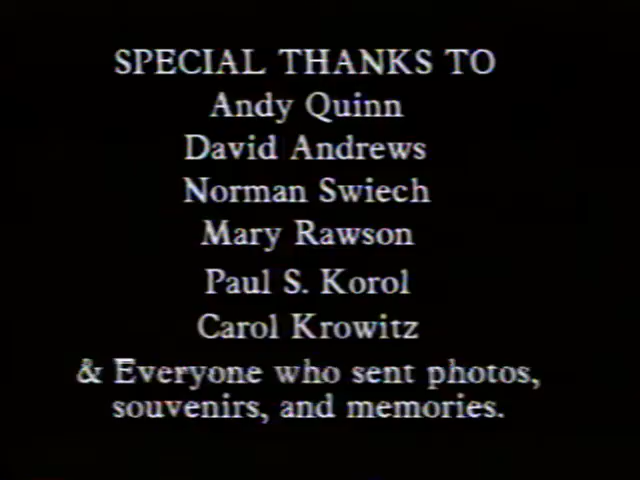 SPECIAL THANKS TO
Andy Quinn
David Andrews
Norman Swiech
Mary Rawson
Paul S. Korol
Carol Krowitz
& Everyone who sent photos,
souvenirs, and memories.